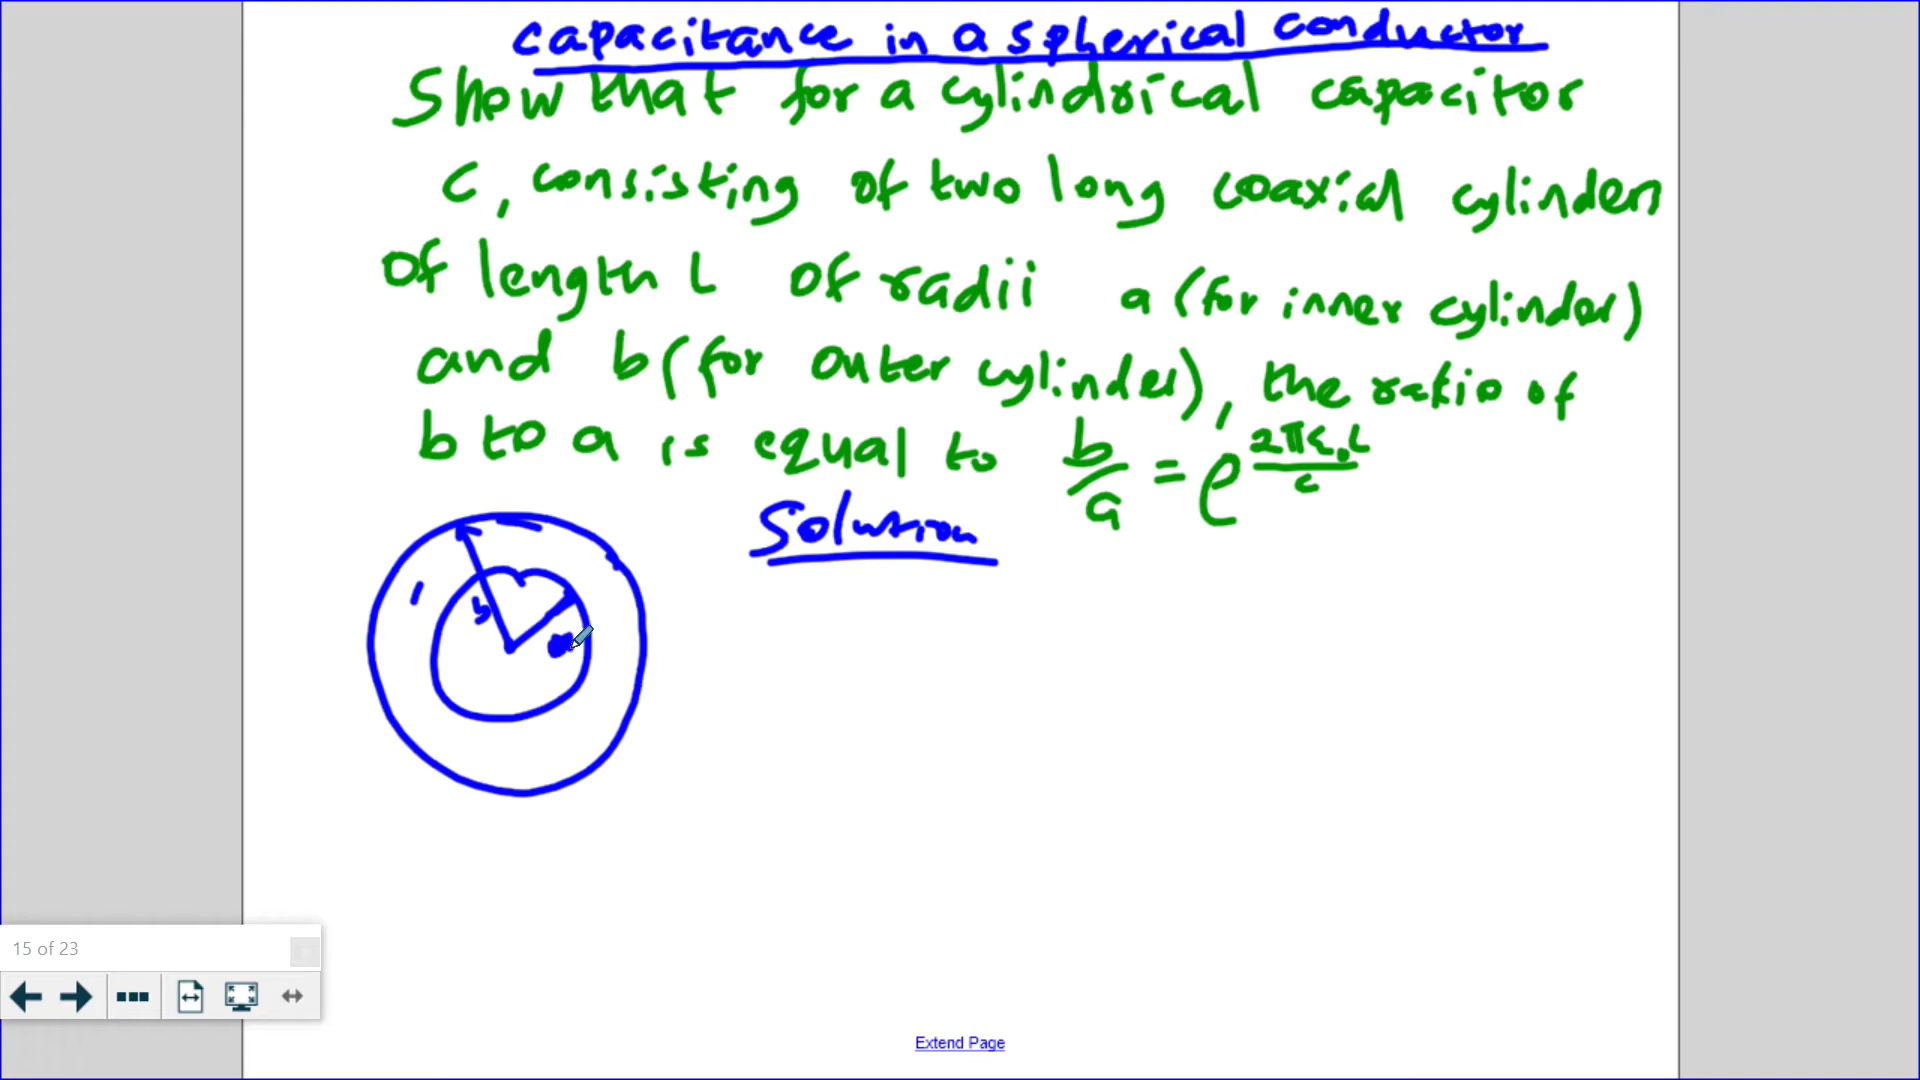 capacitance in a spherical conductor
Show that for a cylindrical capacitor
C, consisting of two long coaxial cylinders
of length L of radii a (for inner cylinder)
and b (for outer cylinder), the ratio of
b to a is equal to b/a = e^(2πε₀L/c)
Solution
b
15 of 23
Extend Page